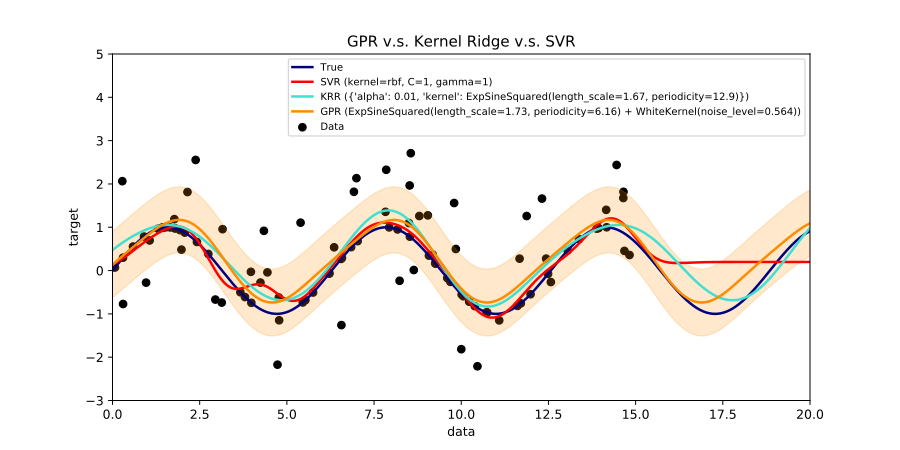 GPR v.s. Kernel Ridge v.s. SVR
True
SVR (kernel=rbf, C=1, gamma=1)
KRR ({'alpha': 0.01, 'kernel': ExpSineSquared(length_scale=1.67, periodicity=12.9)})
GPR (ExpSineSquared(length_scale=1.73, periodicity=6.16) + WhiteKernel(noise_level=0.564))
Data
5
4
3
2
1
0
−1
−2
−3
target
0.0 2.5 5.0 7.5 10.0 12.5 15.0 17.5 20.0
data